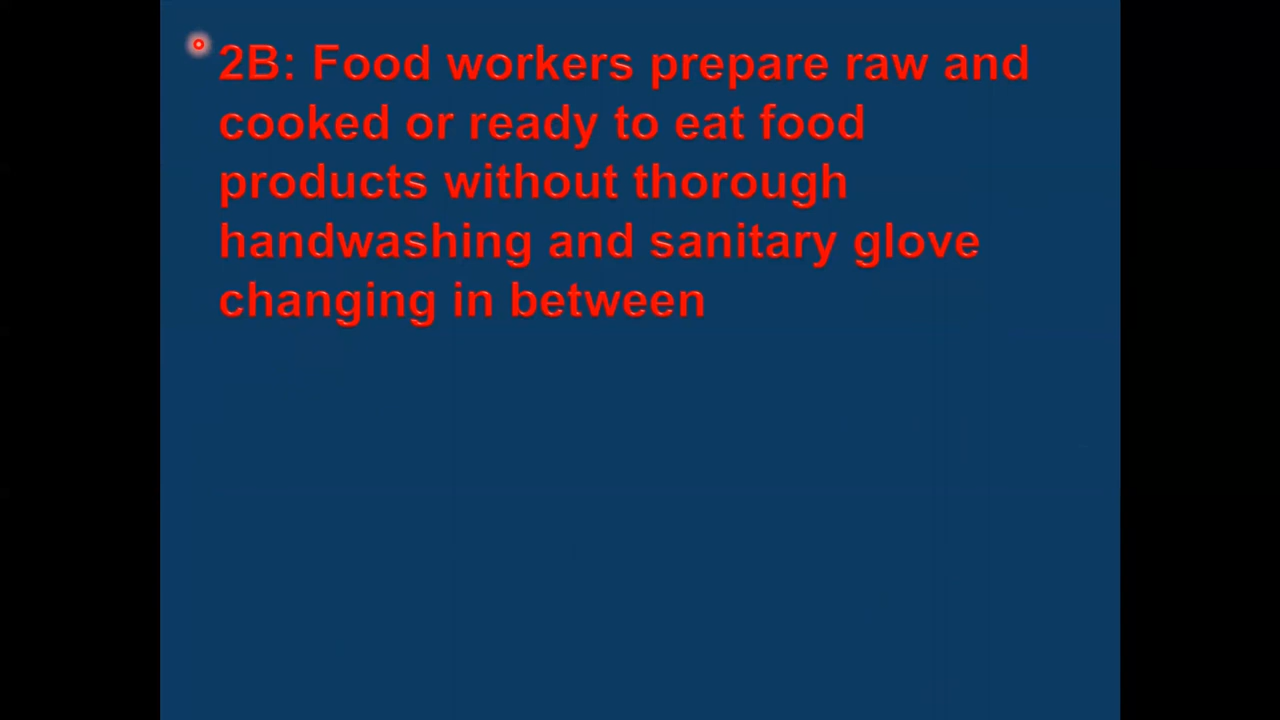 2B: Food workers prepare raw and
cooked or ready to eat food
products without thorough
handwashing and sanitary glove
changing in between